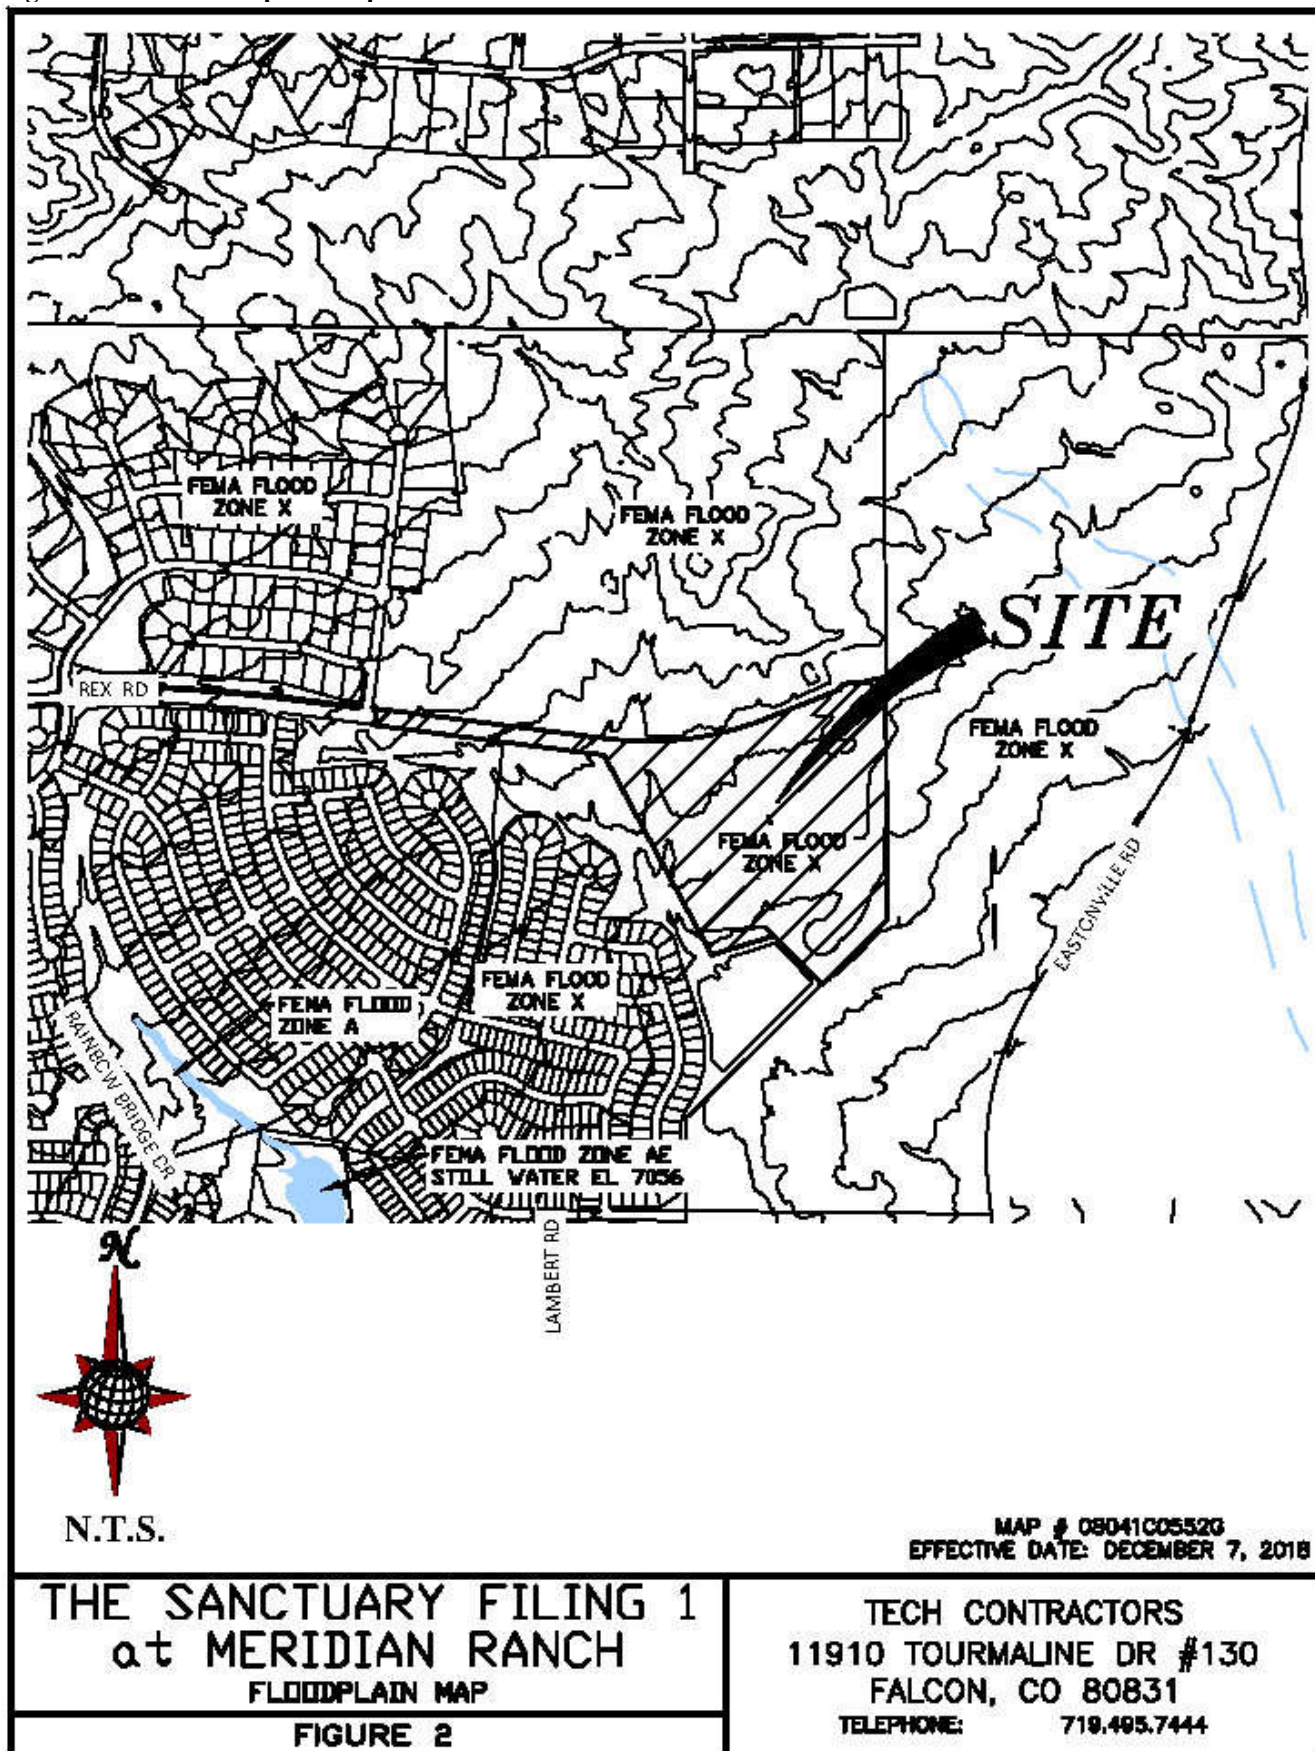 FEMA FLOOD
ZONE X
FEMA FLOOD
ZONE X
SITE
REX RD
FEMA FLOOD
ZONE X
FEMA FLOOD
ZONE X
EASTONVILLE RD
FEMA FLOOD
ZONE X
FEMA FLOOD
ZONE A
RAINBOW BRIDGE DR
FEMA FLOOD ZONE AE
STILL WATER EL 7056
LAMBERT RD
N
N.T.S.
MAP # 08041C0552G
EFFECTIVE DATE: DECEMBER 7, 2018
THE SANCTUARY FILING 1
at MERIDIAN RANCH
FLOODPLAIN MAP
FIGURE 2
TECH CONTRACTORS
11910 TOURMALINE DR #130
FALCON, CO 80831
TELEPHONE: 719.495.7444